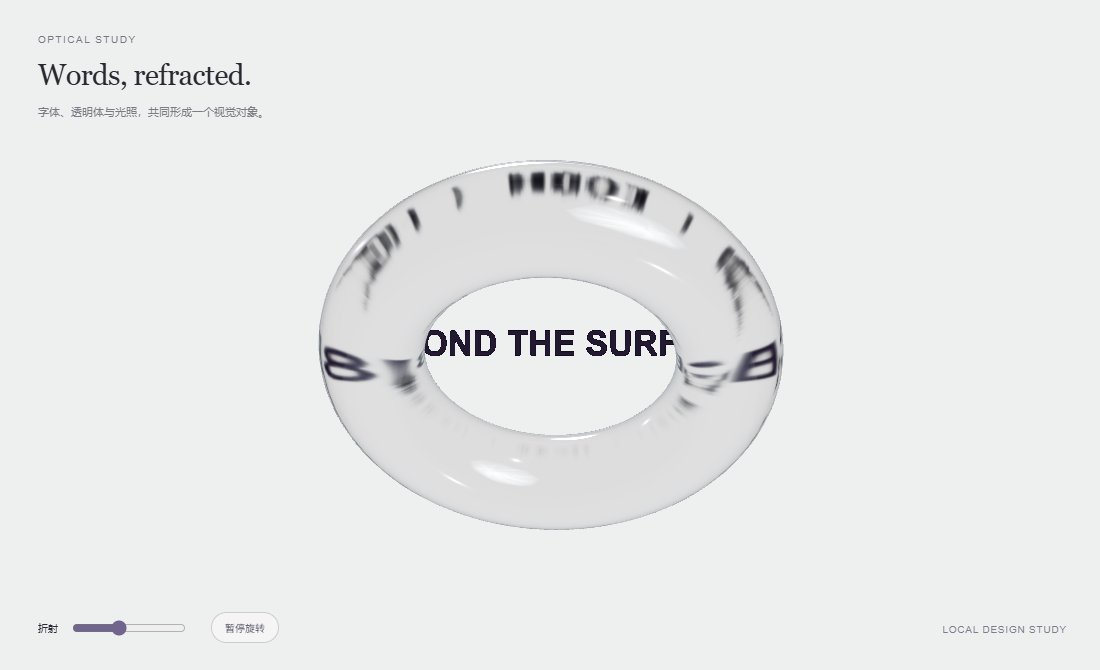 OPTICAL STUDY
Words, refracted.
字体、透明体与光照，共同形成一个视觉对象。
OND THE SURF
折射
暂停旋转
LOCAL DESIGN STUDY